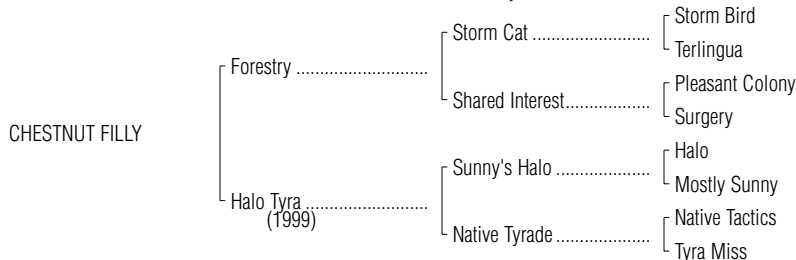 Storm Bird
Storm Cat ..........................
Terlingua
Forestry .............................
Pleasant Colony
Shared Interest...................
Surgery
CHESTNUT FILLY
Halo
Sunny's Halo .....................
Mostly Sunny
Halo Tyra ...........................
(1999)
Native Tactics
Native Tyrade .....................
Tyra Miss